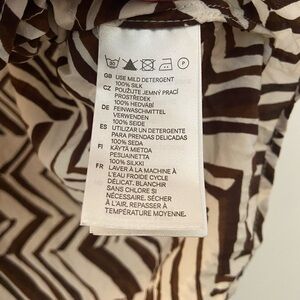 30 P
GB USE MILD DETERGENT
100% SILK
CZ POUŽIJTE JEMNÝ PRACÍ
PROSTŘEDEK
100% HEDVÁBÍ
DE FEINWASCHMITTEL
VERWENDEN
100% SEIDE
ES UTILIZAR UN DETERGENTE
PARA PRENDAS DELICADAS
100% SEDA
FI KÄYTÄ MIETOA
PESUAINETTA
100% SILKKI
FR LAVER À LA MACHINE À
L'EAU FROIDE CYCLE
DÉLICAT, BLANCHIR
SANS CHLORE SI
NÉCESSAIRE, SÉCHER
À L'AIR, REPASSER À
TEMPÉRATURE MOYENNE.